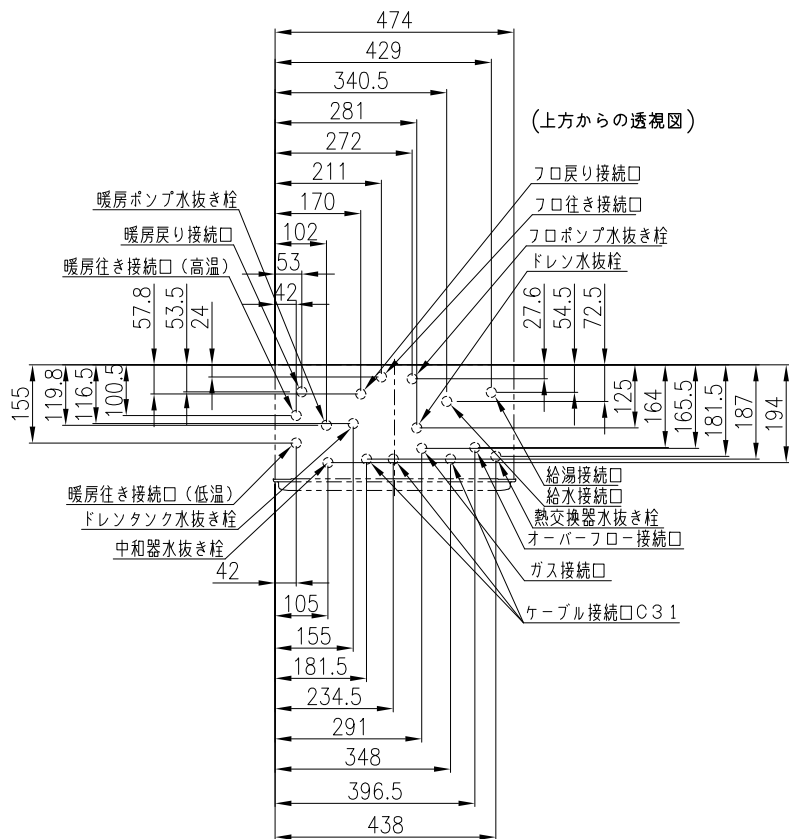 474
429
340.5
281
(上方からの透視図)
272
211
フロ戻り接続口
170
フロ往き接続口
暖房ポンプ水抜き栓
フロポンプ水抜き栓
102
暖房戻り接続口
ドレン水抜栓
53
暖房往き接続口(高温)
42
57.8
53.5
24
27.6
54.5
72.5
155
119.8
116.5
100.5
125
164
165.5
181.5
187
194
暖房往き接続口(低温)
給湯接続口
給水接続口
ドレンタンク水抜き栓
熱交換器水抜き栓
オーバーフロー接続口
中和器水抜き栓
ガス接続口
42
105
ケーブル接続口C31
155
181.5
234.5
291
348
396.5
438